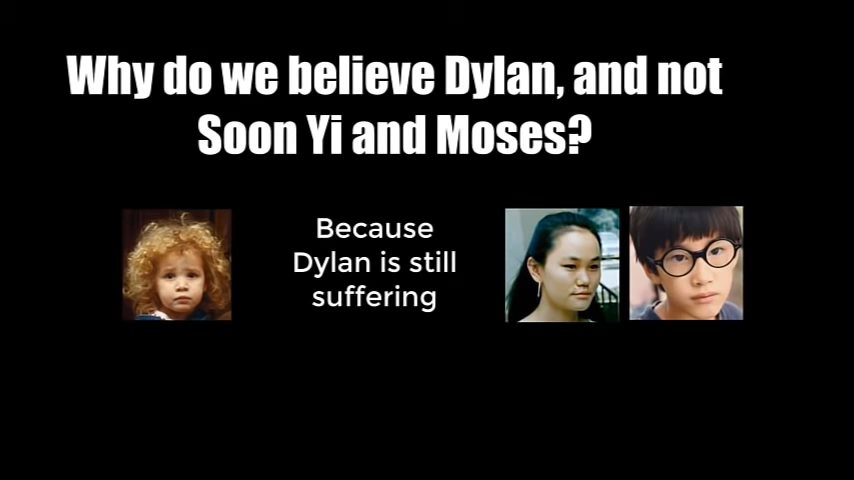 Why do we believe Dylan, and not
Soon Yi and Moses?
Because
Dylan is still
suffering